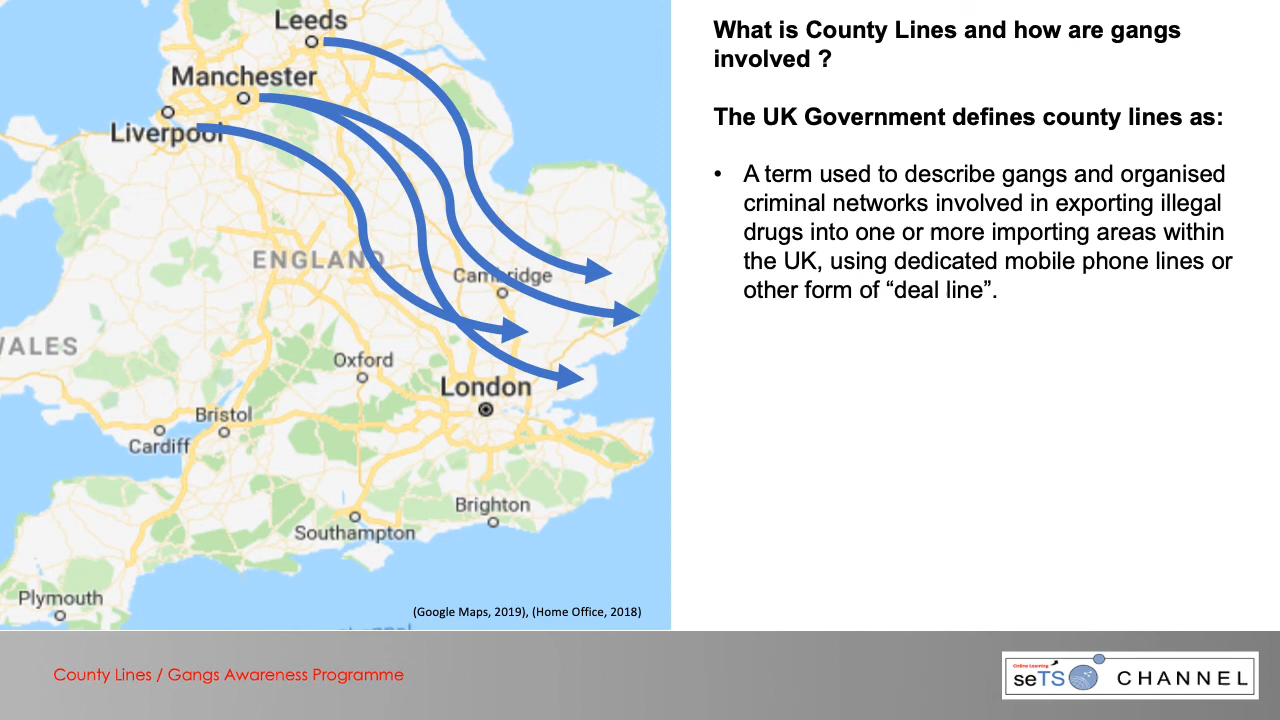 Leeds
Manchester
Liverpool
ENGLAND
Cambridge
WALES
Oxford
London
Bristol
Cardiff
Brighton
Southampton
Plymouth
(Google Maps, 2019), (Home Office, 2018)
What is County Lines and how are gangs
involved ?
The UK Government defines county lines as:
• A term used to describe gangs and organised
criminal networks involved in exporting illegal
drugs into one or more importing areas within
the UK, using dedicated mobile phone lines or
other form of “deal line”.
County Lines / Gangs Awareness Programme
Online Learning
seTS CHANNEL